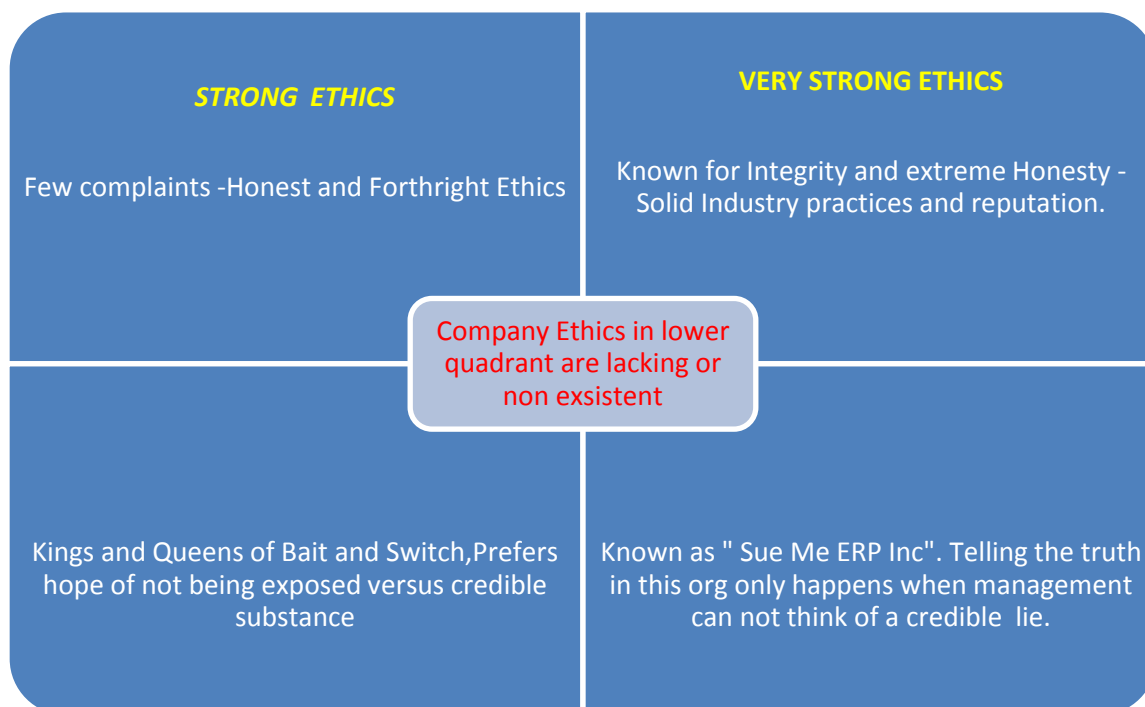 STRONG  ETHICS
Few complaints -Honest and Forthright Ethics
VERY STRONG ETHICS
Known for Integrity and extreme Honesty -
Solid Industry practices and reputation.
Company Ethics in lower
quadrant are lacking or
non exsistent
Kings and Queens of Bait and Switch,Prefers
hope of not being exposed versus credible
substance
Known as " Sue Me ERP Inc". Telling the truth
in this org only happens when management
can not think of a credible  lie.